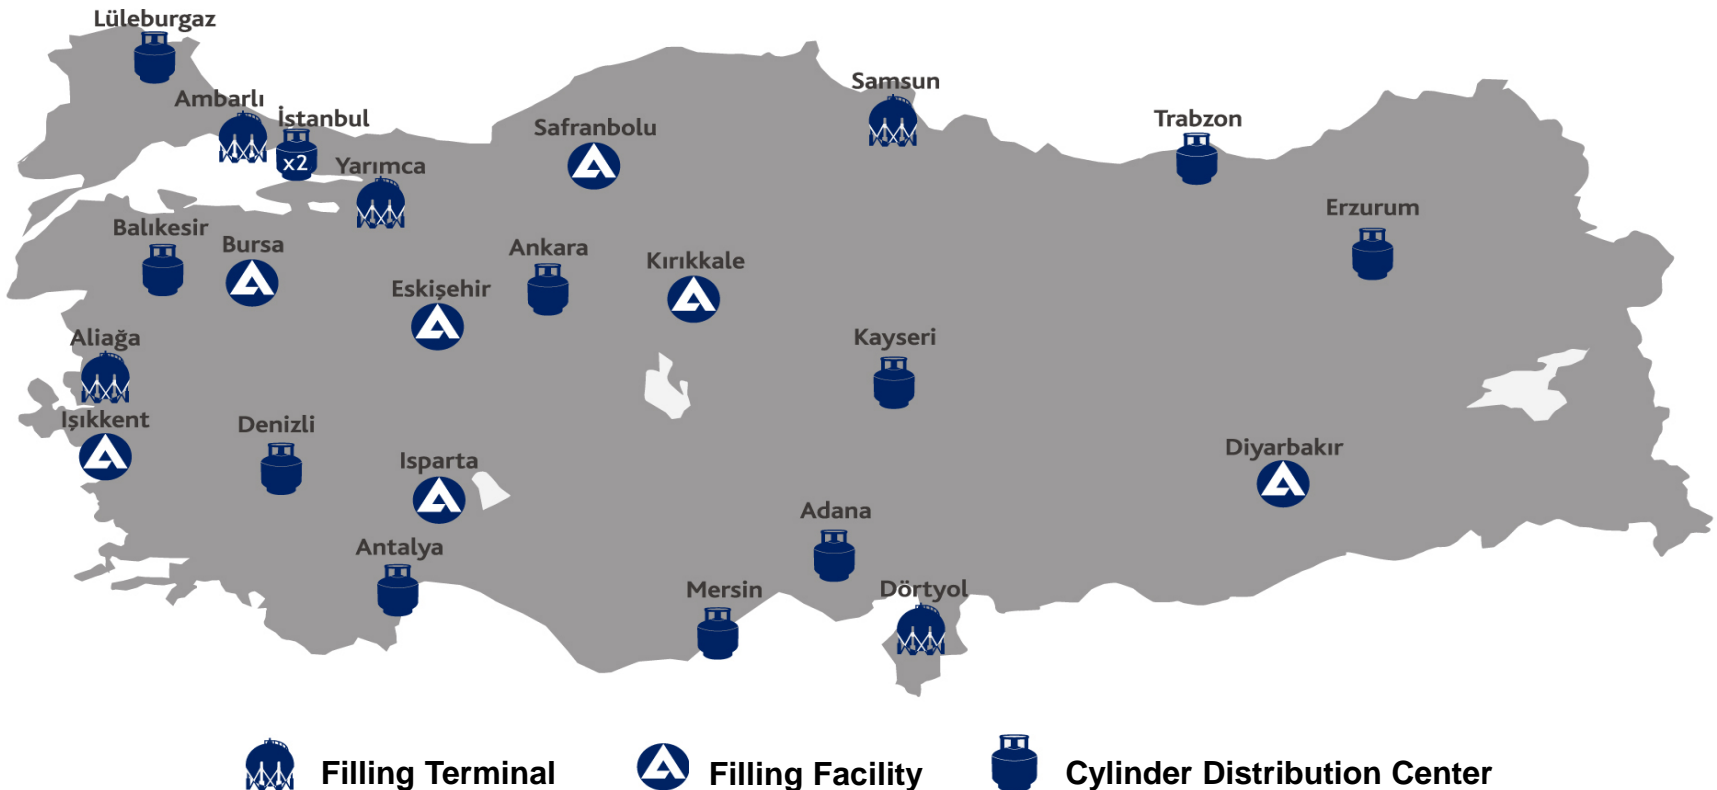 Lüleburgaz
Ambarlı
İstanbul
x2
Yarımca
Safranbolu
Samsun
Trabzon
Erzurum
Balıkesir
Bursa
Eskişehir
Ankara
Kırıkkale
Kayseri
Aliağa
Işıkkent
Denizli
Isparta
Antalya
Mersin
Adana
Dörtyol
Diyarbakır
Filling Terminal
Filling Facility
Cylinder Distribution Center